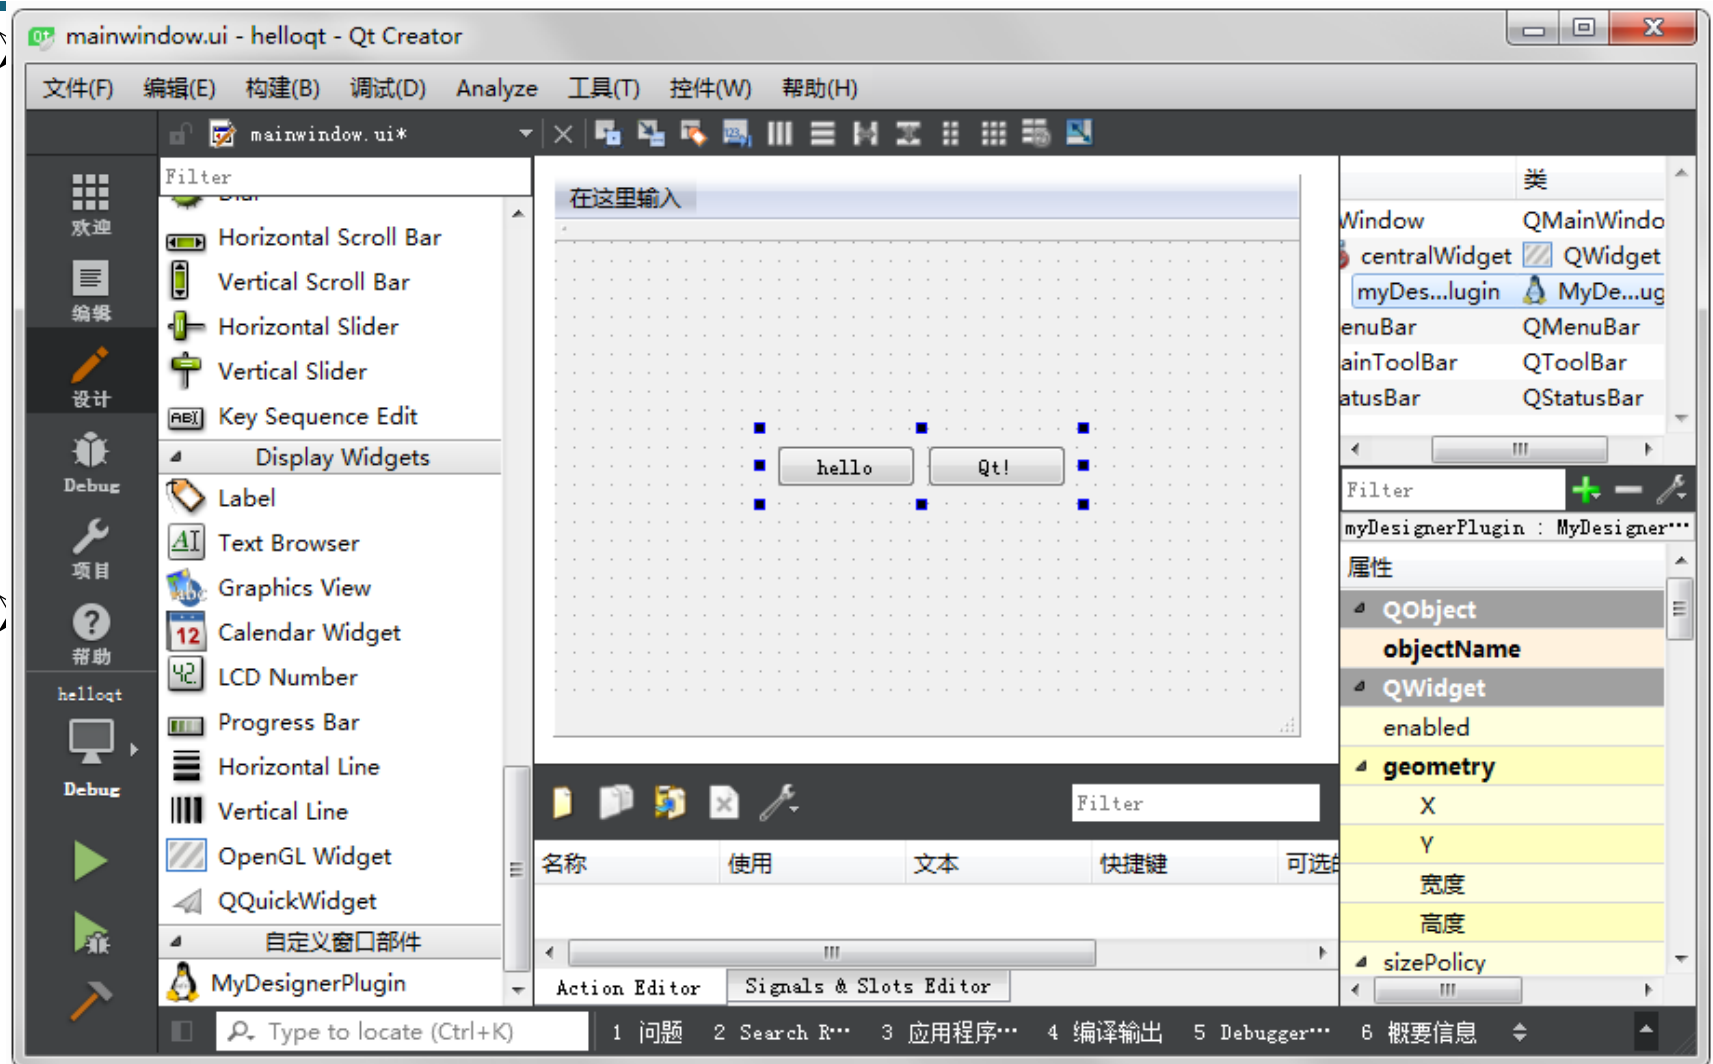 mainwindow.ui - helloqt - Qt Creator
文件(F) 编辑(E) 构建(B) 调试(D) Analyze 工具(T) 控件(W) 帮助(H)
mainwindow.ui*
欢迎
编辑
设计
Debug
项目
帮助
helloqt
Debug
Filter
Horizontal Scroll Bar
Vertical Scroll Bar
Horizontal Slider
Vertical Slider
Key Sequence Edit
Display Widgets
Label
Text Browser
Graphics View
Calendar Widget
LCD Number
Progress Bar
Horizontal Line
Vertical Line
OpenGL Widget
QQuickWidget
自定义窗口部件
MyDesignerPlugin
在这里输入
hello Qt!
Filter
名称 使用 文本 快捷键 可选的
Action Editor Signals & Slots Editor
类
Window QMainWindo
centralWidget QWidget
myDes...lugin MyDe...ug
enuBar QMenuBar
ainToolBar QToolBar
atusBar QStatusBar
Filter
myDesignerPlugin : MyDesigner…
属性
QObject
objectName
QWidget
enabled
geometry
X
Y
宽度
高度
sizePolicy
Type to locate (Ctrl+K) 1 问题 2 Search R… 3 应用程序… 4 编译输出 5 Debugger… 6 概要信息